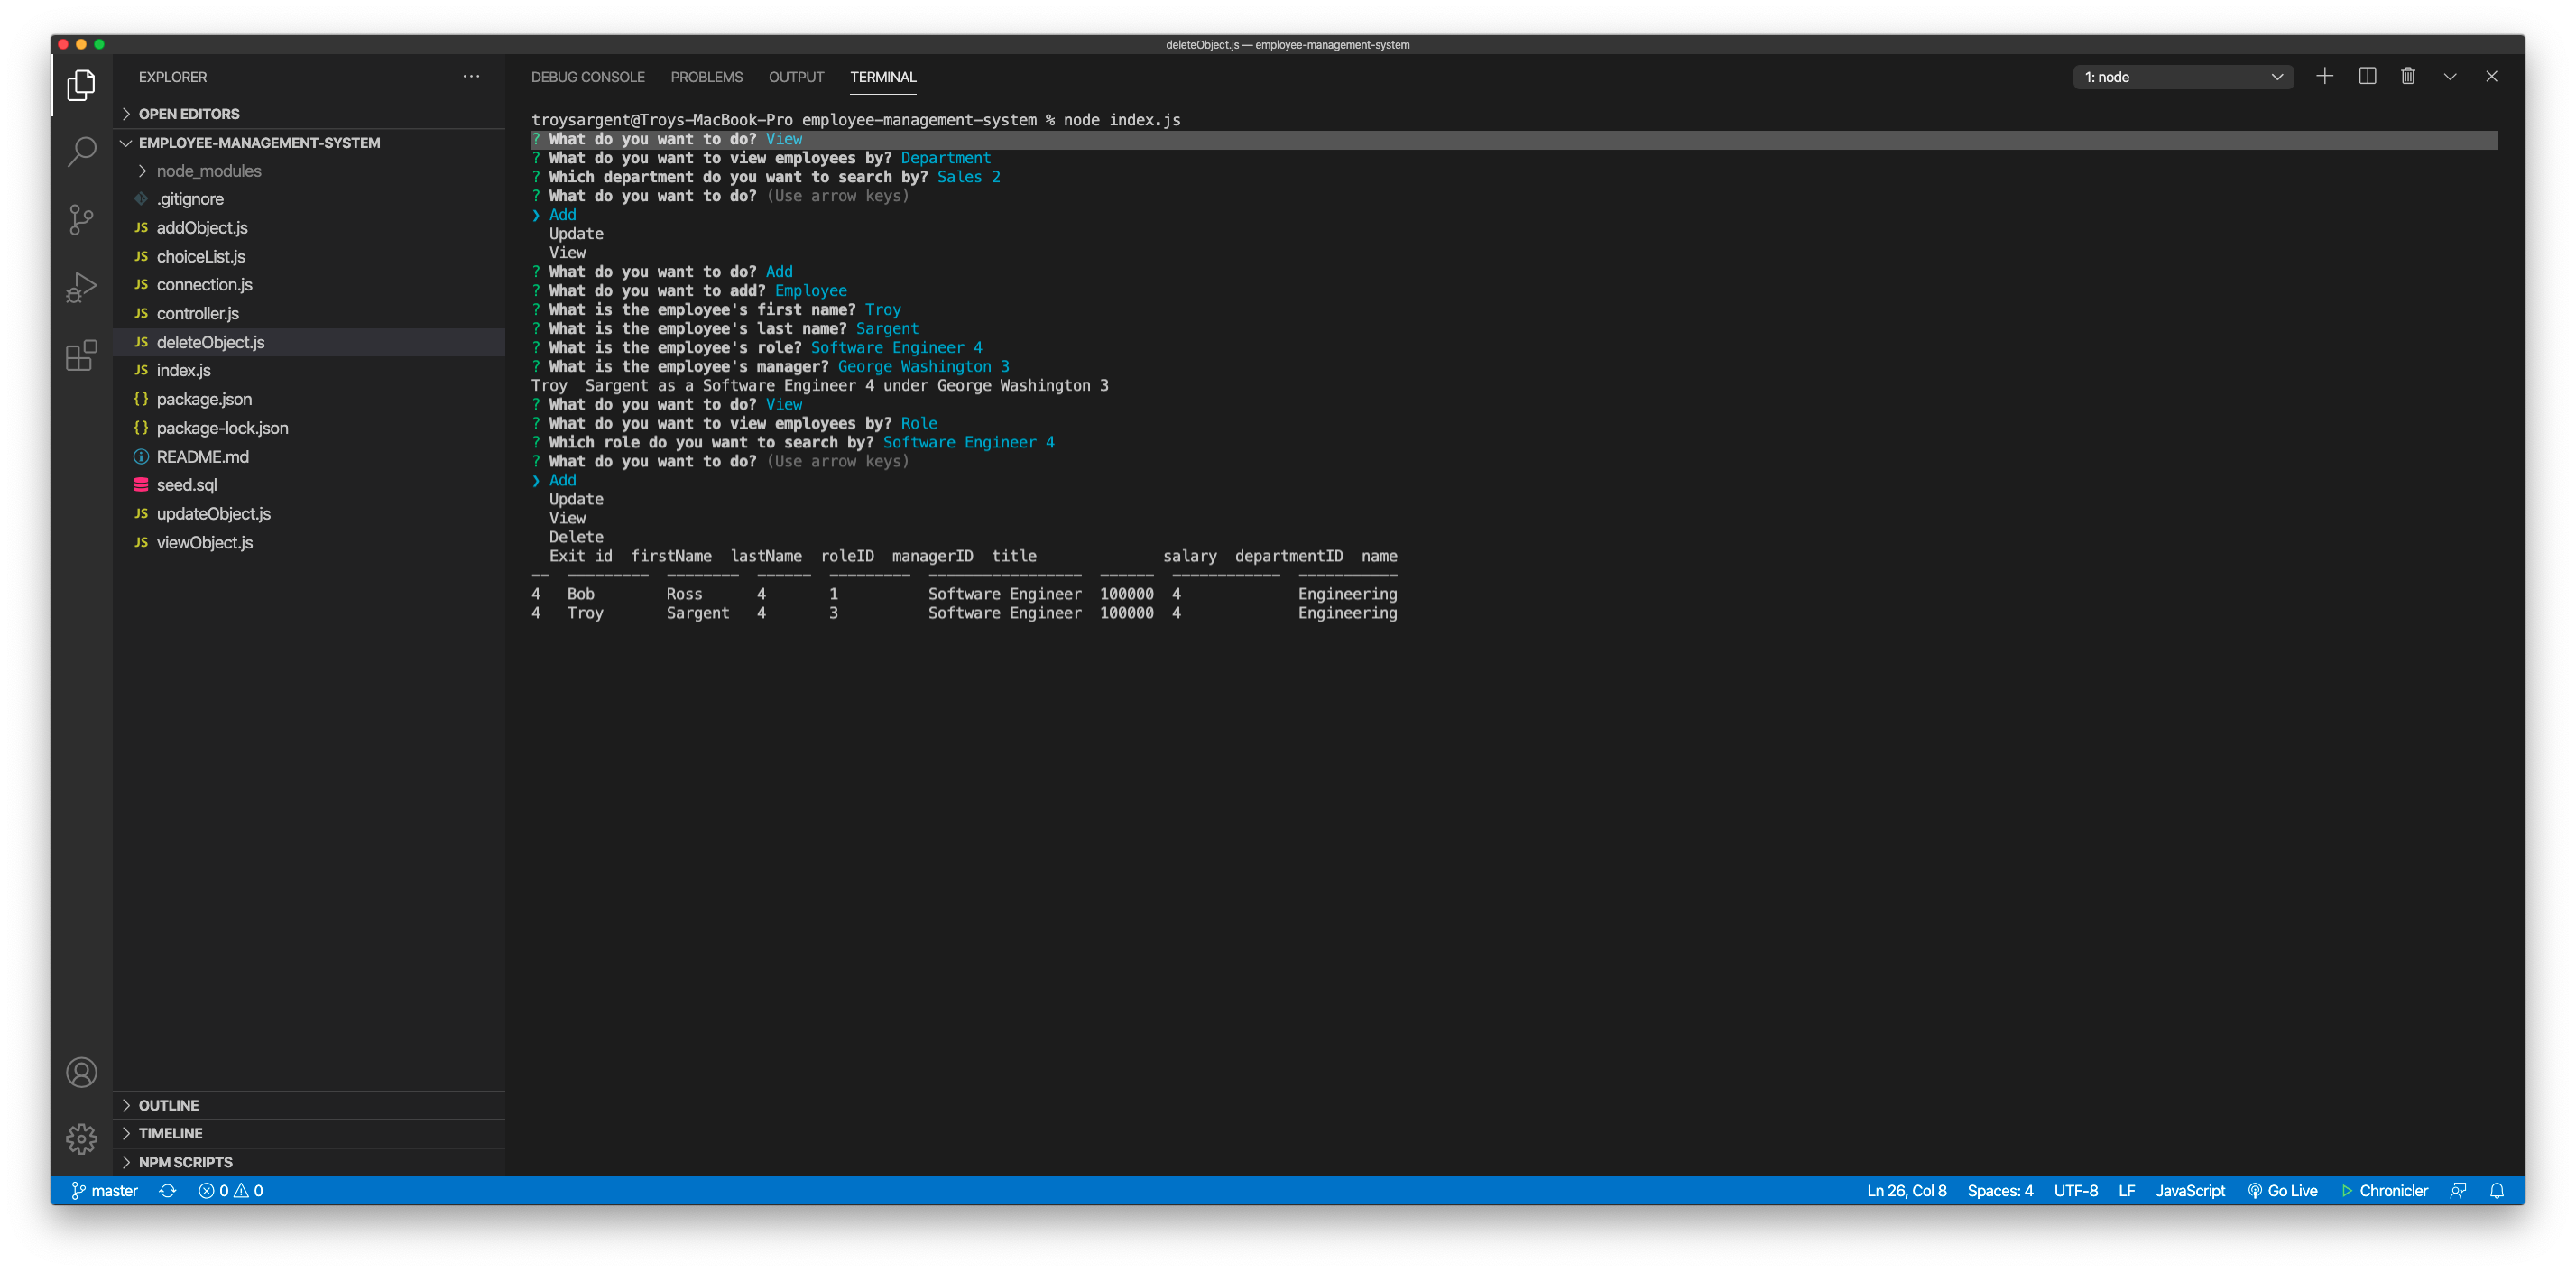 deleteObject.js — employee-management-system
EXPLORER
OPEN EDITORS
EMPLOYEE-MANAGEMENT-SYSTEM
node_modules
.gitignore
JS addObject.js
JS choiceList.js
JS connection.js
JS controller.js
JS deleteObject.js
JS index.js
{} package.json
{} package-lock.json
README.md
seed.sql
JS updateObject.js
JS viewObject.js
OUTLINE
TIMELINE
NPM SCRIPTS
DEBUG CONSOLE PROBLEMS OUTPUT TERMINAL 1: node
troysargent@Troys-MacBook-Pro employee-management-system % node index.js
? What do you want to do? View
? What do you want to view employees by? Department
? Which department do you want to search by? Sales 2
? What do you want to do? (Use arrow keys)
❯ Add
Update
View
? What do you want to do? Add
? What do you want to add? Employee
? What is the employee's first name? Troy
? What is the employee's last name? Sargent
? What is the employee's role? Software Engineer 4
? What is the employee's manager? George Washington 3
Troy  Sargent as a Software Engineer 4 under George Washington 3
? What do you want to do? View
? What do you want to view employees by? Role
? Which role do you want to search by? Software Engineer 4
? What do you want to do? (Use arrow keys)
❯ Add
Update
View
Delete
Exit id  firstName  lastName  roleID  managerID  title              salary  departmentID  name
--  ---------  --------  ------  ---------  -----------------  ------  ------------  -----------
4   Bob        Ross      4       1          Software Engineer  100000  4             Engineering
4   Troy       Sargent   4       3          Software Engineer  100000  4             Engineering
master 0 0 Ln 26, Col 8 Spaces: 4 UTF-8 LF JavaScript Go Live Chronicler